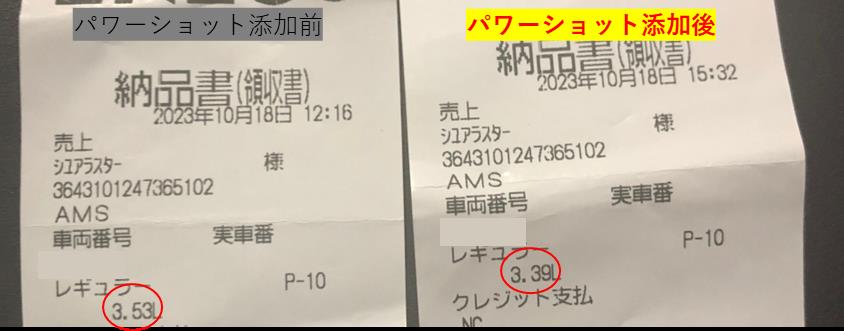 パワーショット添加前
納品書(領収書)
2023年10月18日 12:16
売上
シュアラスター 様
3643101247365102
AMS
車両番号 実車番
レギュラー P-10
3.53L
パワーショット添加後
納品書(領収書)
2023年10月18日 15:32
売上
シュアラスター 様
3643101247365102
AMS
車両番号 実車番
レギュラー P-10
3.39L
クレジット支払